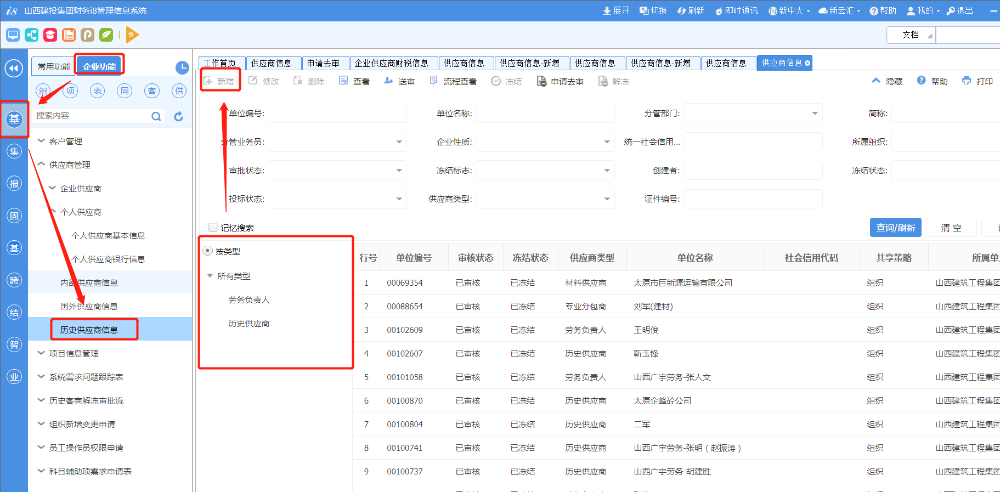 i8 山西建投集团财务i8管理信息系统 展开 切换 刷新 即时通讯 新中大 新云汇 帮助 我的 退出
快 文档
常用功能 企业功能
工作首页 供应商信息 申请去审 企业供应商财税信息 供应商信息 供应商信息-新增 供应商信息 供应商信息-新增 供应商信息 供应商信息
新增 修改 删除 查看 送审 流程查看 冻结 申请去审 解冻 隐藏 帮助 打印
组 项 表 同 客 供
搜索内容
基
集
报
固
基
跨
结
智
业
客户管理
供应商管理
企业供应商
个人供应商
个人供应商基本信息
个人供应商银行信息
内部供应商信息
国外供应商信息
历史供应商信息
项目信息管理
系统需求问题跟踪表
历史客商解冻审批流
组织新增变更申请
员工操作员权限申请
科目辅助项需求申请表
单位编号: 单位名称: 分管部门: 简称:
分管业务员: 企业性质: 统一社会信用... 所属组织:
审批状态: 冻结标志: 创建者: 冻结状态:
投标状态: 供应商类型: 证件编号:
记忆搜索 查询/刷新 清 空
按类型
所有类型
劳务负责人
历史供应商
行号 单位编号 审核状态 冻结状态 供应商类型 单位名称 社会信用代码 共享策略 所属单
1 00069354 已审核 已冻结 材料供应商 太原市巨新源运输有限公司 组织 山西建筑工程集团
2 00088654 已审核 已冻结 专业分包商 刘军(建材) 组织 山西建筑工程集团
3 00102609 已审核 已冻结 劳务负责人 王明俊 组织 山西建筑工程集团
4 00102607 已审核 已冻结 历史供应商 靳玉锋 组织 山西建筑工程集团
5 00101058 已审核 已冻结 劳务负责人 山西广宇劳务-张人文 组织 山西建筑工程集团
6 00100870 已审核 已冻结 历史供应商 太原企峰砼公司 组织 山西建筑工程集团
7 00100804 已审核 已冻结 历史供应商 二军 组织 山西建筑工程集团
8 00100741 已审核 已冻结 历史供应商 山西广宇劳务-张明（赵振涛） 组织 山西建筑工程集团
9 00100737 已审核 已冻结 历史供应商 山西广宇劳务-胡建胜 组织 山西建筑工程集团